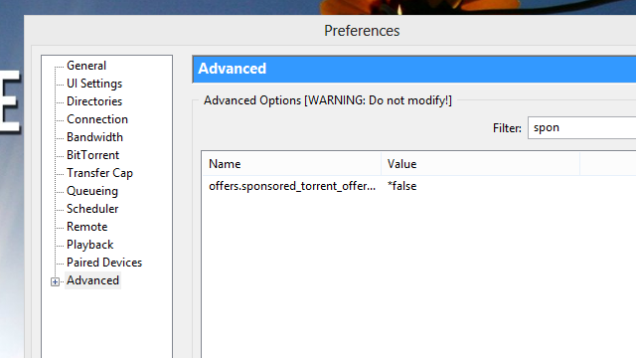 Preferences
E
General
UI Settings
Directories
Connection
Bandwidth
BitTorrent
Transfer Cap
Queueing
Scheduler
Remote
Playback
Paired Devices
Advanced
Advanced
Advanced Options [WARNING: Do not modify!]
Filter: spon
Name Value
offers.sponsored_torrent_offer... *false